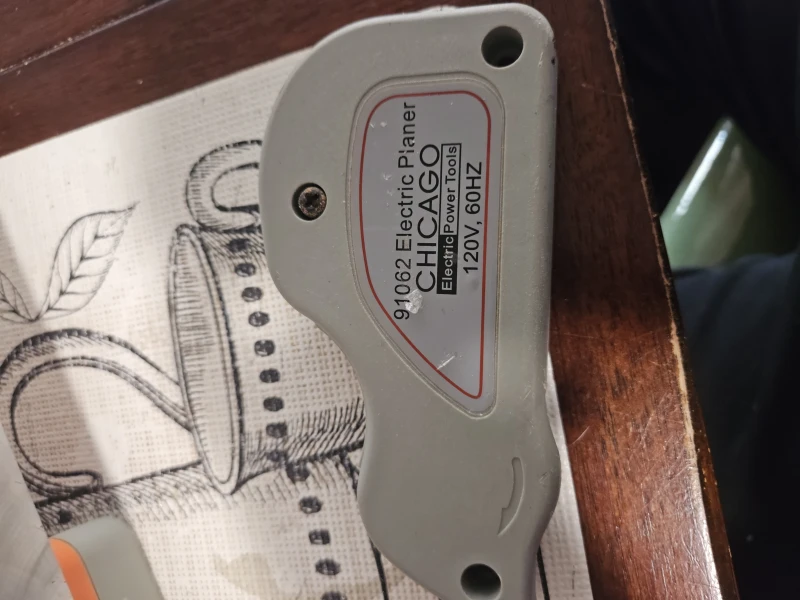 91062 Electric Planer
CHICAGO
Electric Power Tools
120V, 60HZ